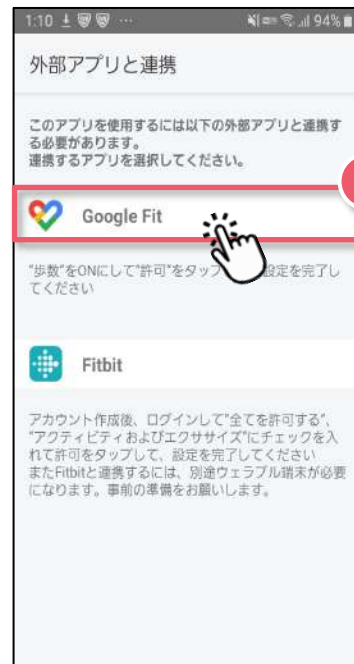 1:10 ... 94%
外部アプリと連携
このアプリを使用するには以下の外部アプリと連携す
る必要があります。
連携するアプリを選択してください。
Google Fit
"歩数"をONにして"許可"をタップ 設定を完了し
てください
Fitbit
アカウント作成後、ログインして"全てを許可する"、
"アクティビティおよびエクササイズ"にチェックを入
れて許可をタップして、設定を完了してください
またFitbitと連携するには、別途ウェラブル端末が必要
になります。事前の準備をお願いします。